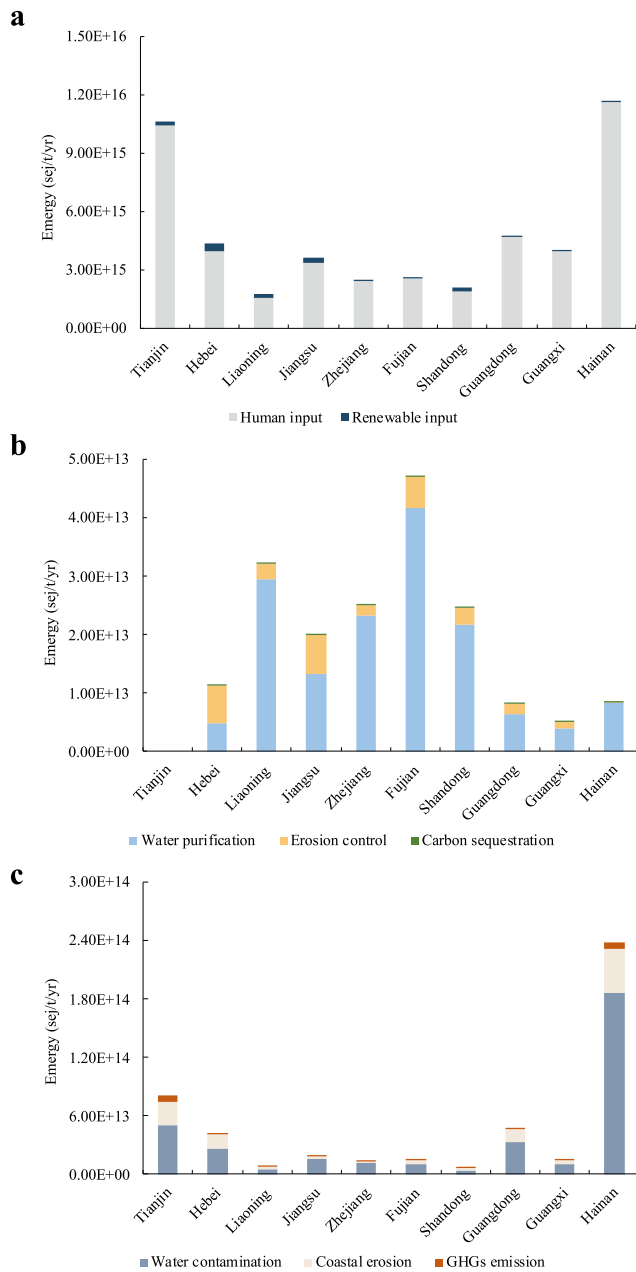 a
1.50E+16
1.20E+16
9.00E+15
6.00E+15
3.00E+15
0.00E+00
Emergy (sej/t/yr)
Tianjin
Hebei
Liaoning
Jiangsu
Zhejiang
Fujian
Shandong
Guangdong
Guangxi
Hainan
Human input
Renewable input
b
5.00E+13
4.00E+13
3.00E+13
2.00E+13
1.00E+13
0.00E+00
Emergy (sej/t/yr)
Tianjin
Hebei
Liaoning
Jiangsu
Zhejiang
Fujian
Shandong
Guangdong
Guangxi
Hainan
Water purification
Erosion control
Carbon sequestration
c
3.00E+14
2.40E+14
1.80E+14
1.20E+14
6.00E+13
0.00E+00
Emergy (sej/t/yr)
Tianjin
Hebei
Liaoning
Jiangsu
Zhejiang
Fujian
Shandong
Guangdong
Guangxi
Hainan
Water contamination
Coastal erosion
GHGs emission